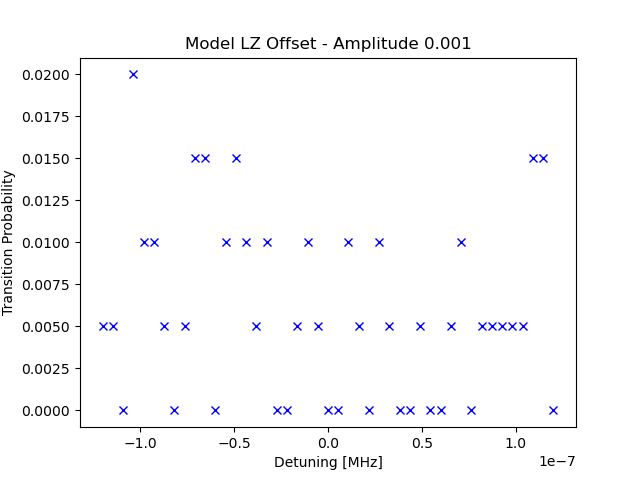 Model LZ Offset - Amplitude 0.001
Transition Probability
0.0200
0.0175
0.0150
0.0125
0.0100
0.0075
0.0050
0.0025
0.0000
−1.0 −0.5 0.0 0.5 1.0
1e−7
Detuning [MHz]